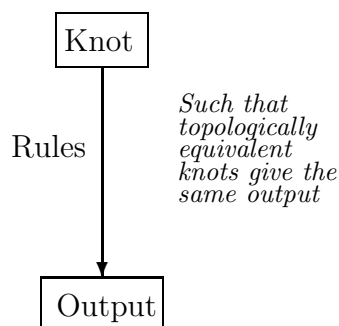 Knot
Such that
topologically
equivalent
knots give the
same output
Rules
Output